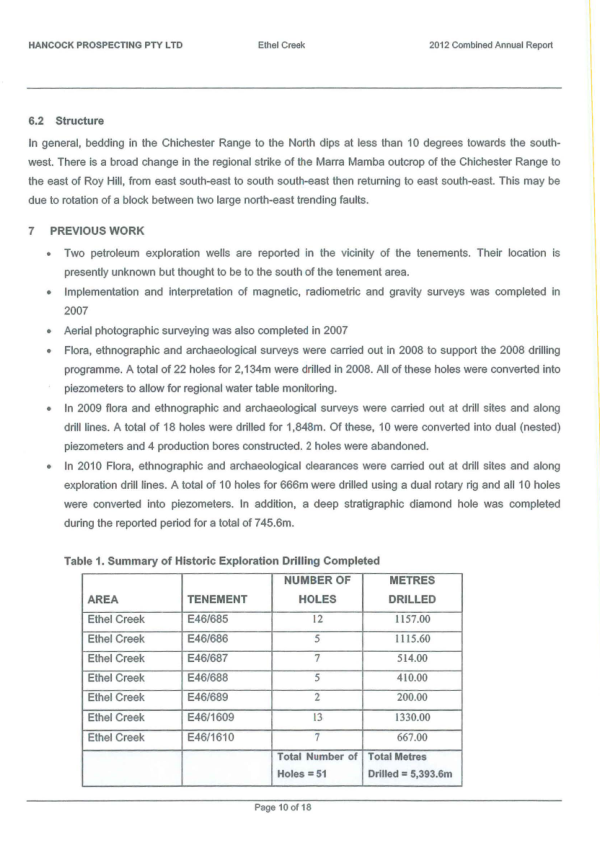 HANCOCK PROSPECTING PTY LTD Ethel Creek 2012 Combined Annual Report
6.2 Structure
In general, bedding in the Chichester Range to the North dips at less than 10 degrees towards the south-
west. There is a broad change in the regional strike of the Marra Mamba outcrop of the Chichester Range to
the east of Roy Hill, from east south-east to south south-east then returning to east south-east. This may be
due to rotation of a block between two large north-east trending faults.
7 PREVIOUS WORK
• Two petroleum exploration wells are reported in the vicinity of the tenements. Their location is
presently unknown but thought to be to the south of the tenement area.
• Implementation and interpretation of magnetic, radiometric and gravity surveys was completed in
2007
• Aerial photographic surveying was also completed in 2007
• Flora, ethnographic and archaeological surveys were carried out in 2008 to support the 2008 drilling
programme. A total of 22 holes for 2,134m were drilled in 2008. All of these holes were converted into
piezometers to allow for regional water table monitoring.
• In 2009 flora and ethnographic and archaeological surveys were carried out at drill sites and along
drill lines. A total of 18 holes were drilled for 1,848m. Of these, 10 were converted into dual (nested)
piezometers and 4 production bores constructed. 2 holes were abandoned.
• In 2010 Flora, ethnographic and archaeological clearances were carried out at drill sites and along
exploration drill lines. A total of 10 holes for 666m were drilled using a dual rotary rig and all 10 holes
were converted into piezometers. In addition, a deep stratigraphic diamond hole was completed
during the reported period for a total of 745.6m.
Table 1. Summary of Historic Exploration Drilling Completed
NUMBER OF METRES
AREA TENEMENT HOLES DRILLED
Ethel Creek E46/685 12 1157.00
Ethel Creek E46/686 5 1115.60
Ethel Creek E46/687 7 514.00
Ethel Creek E46/688 5 410.00
Ethel Creek E46/689 2 200.00
Ethel Creek E46/1609 13 1330.00
Ethel Creek E46/1610 7 667.00
Total Number of Total Metres
Holes = 51 Drilled = 5,393.6m
Page 10 of 18